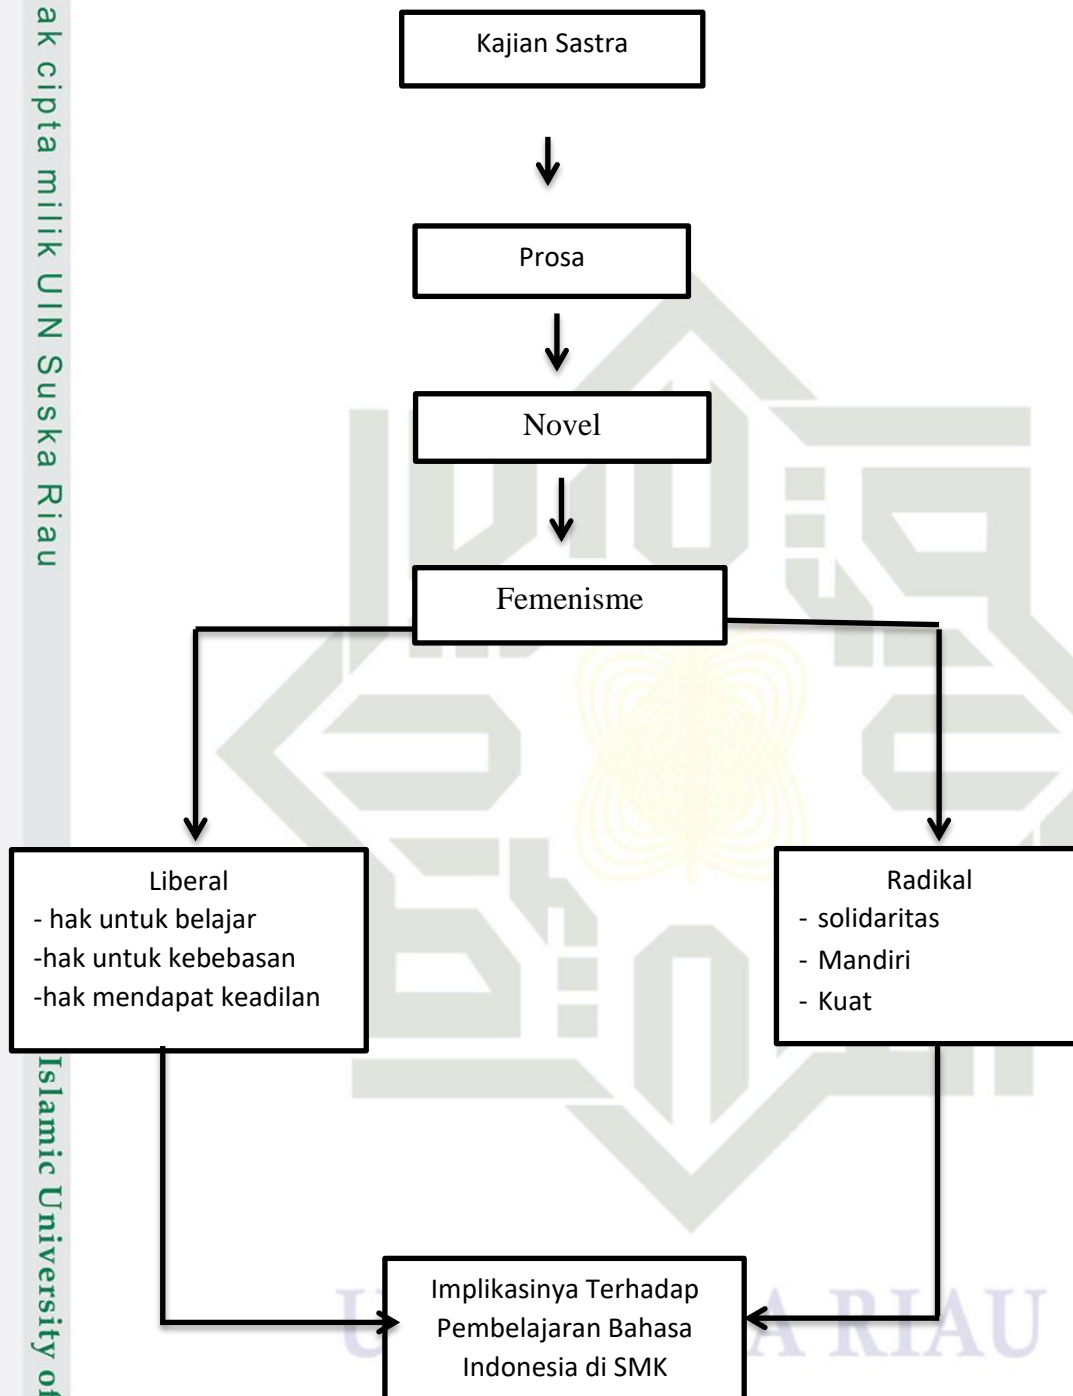 ak cipta milik UIN Suska Riau
Islamic University of
Kajian Sastra
Prosa
Novel
Femenisme
Liberal
- hak untuk belajar
-hak untuk kebebasan
-hak mendapat keadilan
Radikal
- solidaritas
- Mandiri
- Kuat
Implikasinya Terhadap
Pembelajaran Bahasa
Indonesia di SMK
U
A RIAU